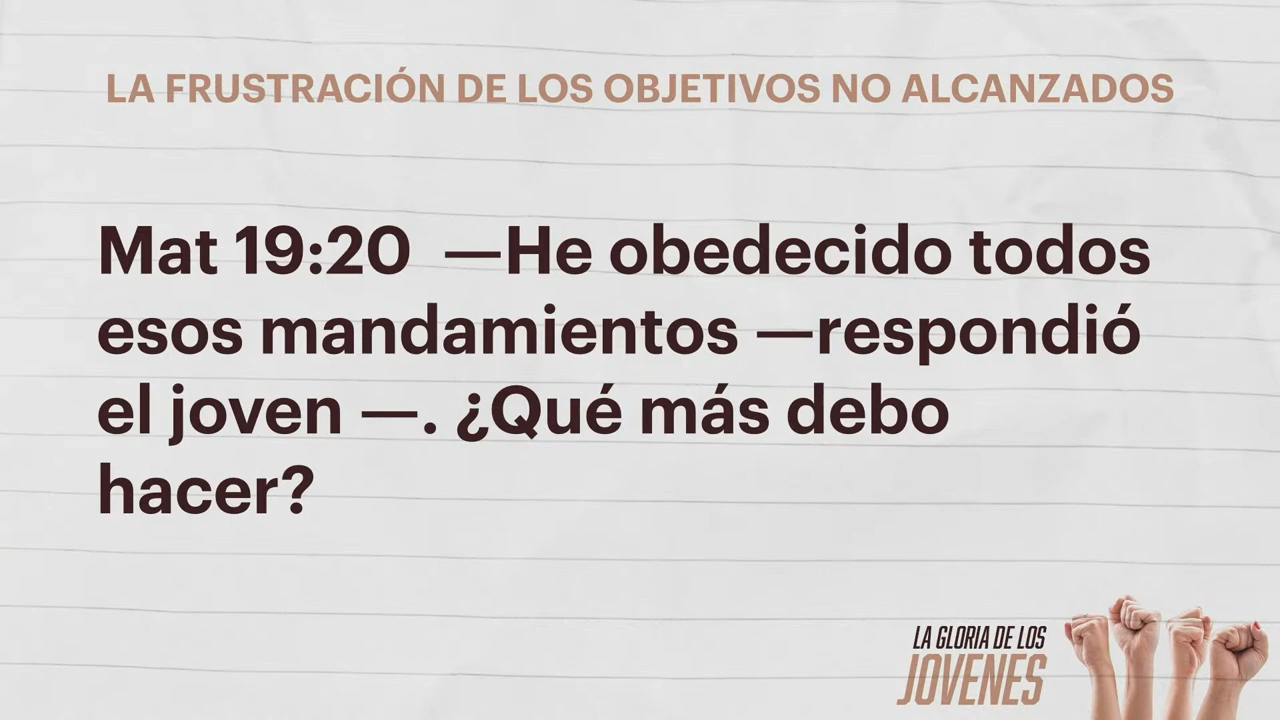 LA FRUSTRACIÓN DE LOS OBJETIVOS NO ALCANZADOS
Mat 19:20 —He obedecido todos
esos mandamientos —respondió
el joven —. ¿Qué más debo
hacer?
LA GLORIA DE LOS
JOVENES